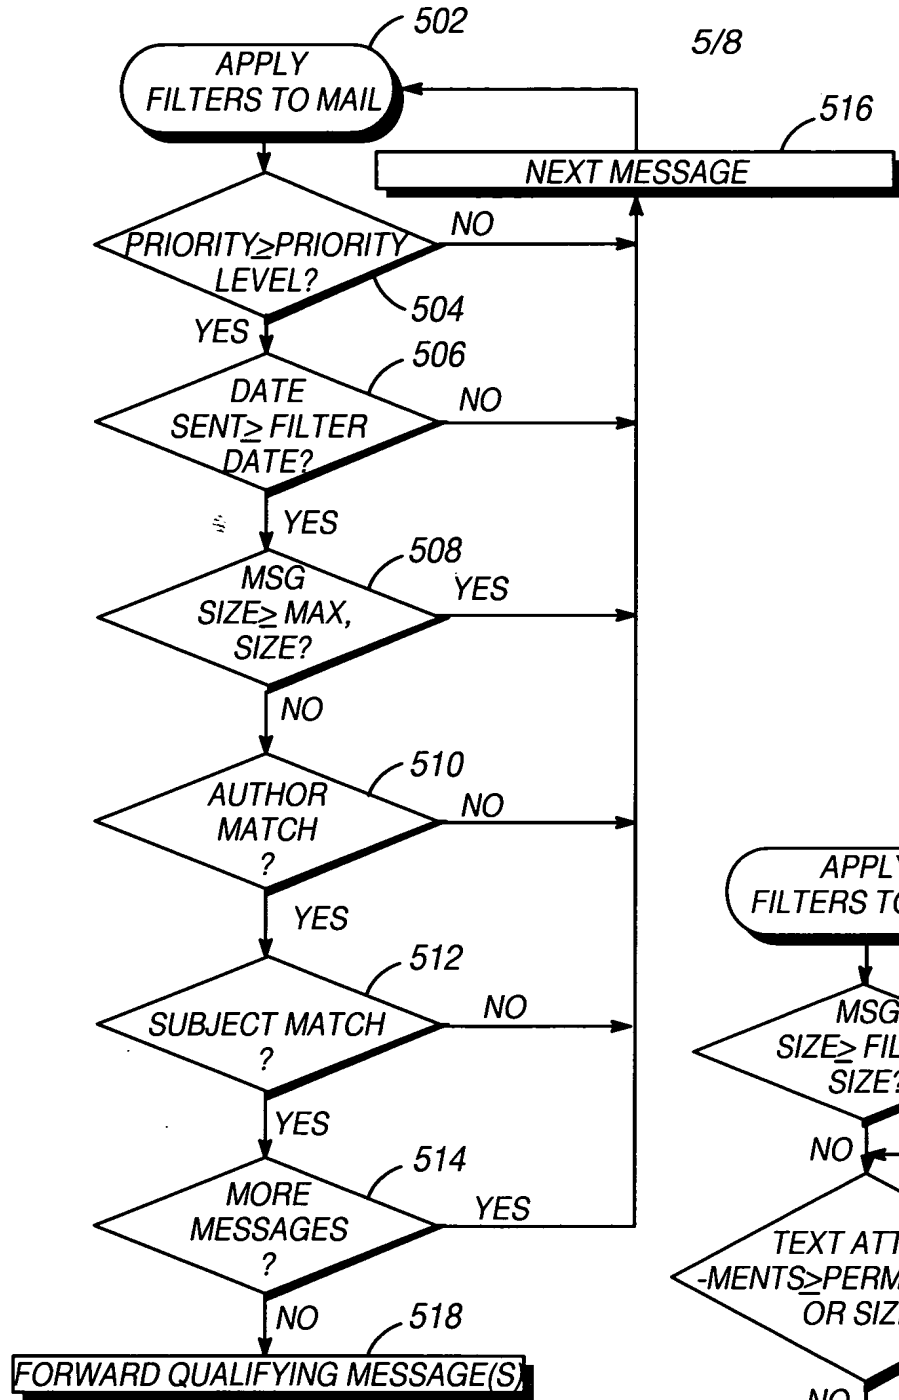 502
5/8
APPLY
FILTERS TO MAIL
516
NEXT MESSAGE
NO
PRIORITY≥PRIORITY
LEVEL?
504
YES
506
DATE
SENT≥ FILTER
DATE?
NO
YES
508
MSG
SIZE≥ MAX,
SIZE?
YES
NO
510
AUTHOR
MATCH
?
NO
YES
512
SUBJECT MATCH
?
NO
YES
514
MORE
MESSAGES
?
YES
NO
518
FORWARD QUALIFYING MESSAGE(S)
APPLY
FILTERS TO
MSG
SIZE≥ FIL
SIZE?
NO
TEXT ATT
-MENTS≥PERM
OR SIZ
NO